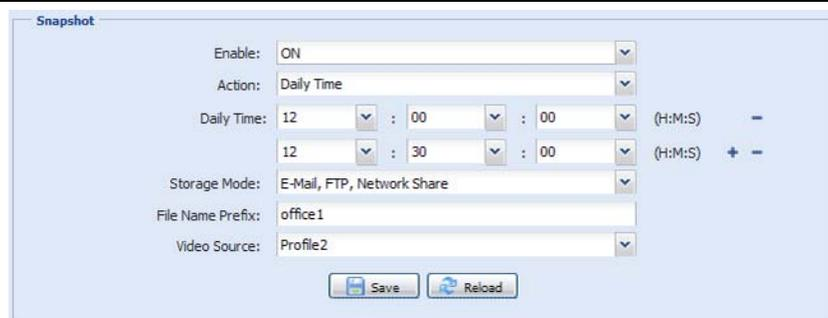 Snapshot
Enable: ON
Action: Daily Time
Daily Time: 12 : 00 : 00 (H:M:S) -
12 : 30 : 00 (H:M:S) + -
Storage Mode: E-Mail, FTP, Network Share
File Name Prefix: office1
Video Source: Profile2
Save Reload